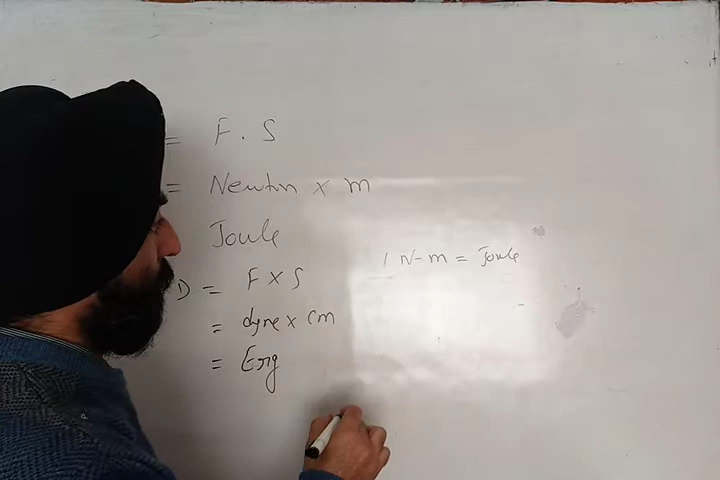 = F. S
= Newton x m
Joule
1 N-m = Joule
D = F x S
= dyne x cm
= Erg